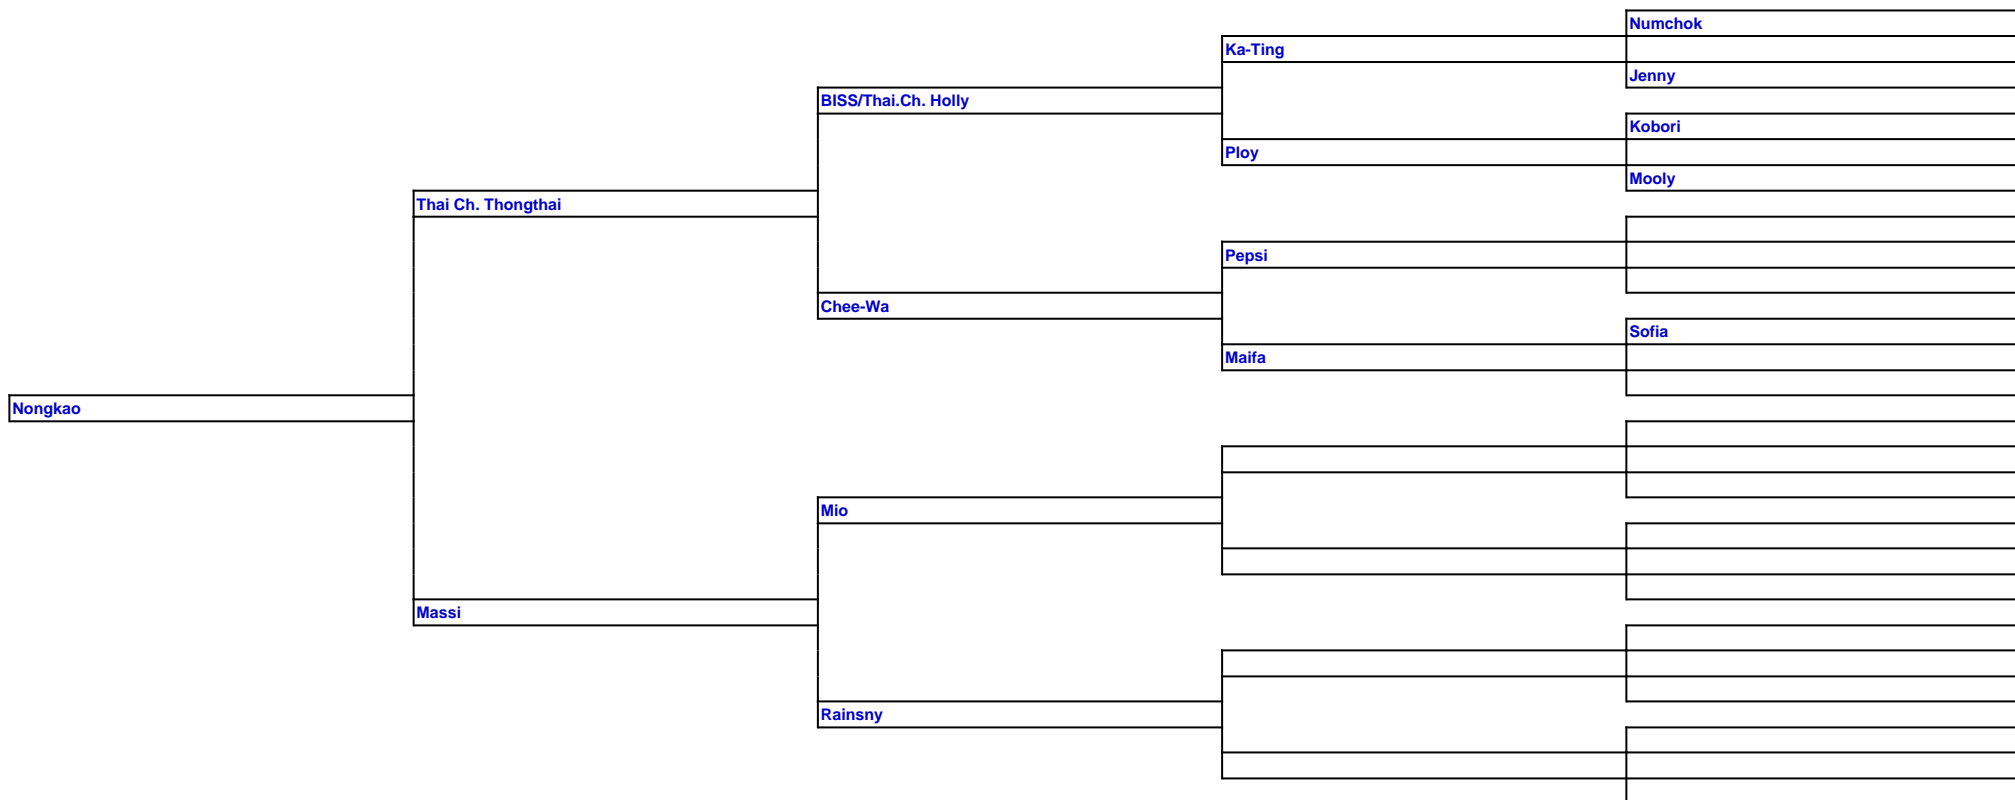 Numchok
Ka-Ting
Jenny
BISS/Thai.Ch. Holly
Kobori
Ploy
Mooly
Thai Ch. Thongthai
Pepsi
Chee-Wa
Sofia
Maifa
Nongkao
Mio
Massi
Rainsny